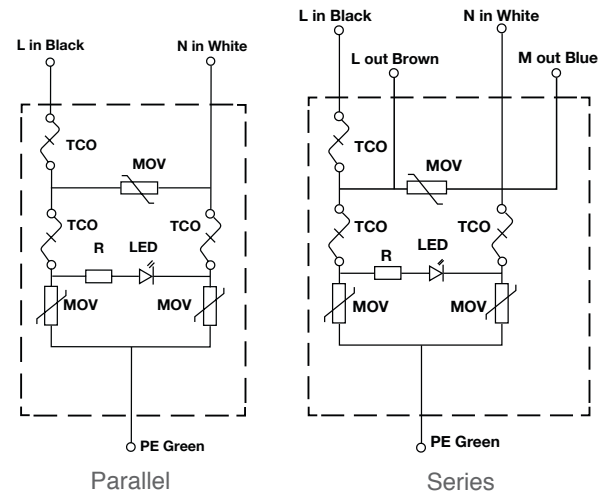 L in Black
N in White
TCO
MOV
TCO
TCO
R
LED
MOV
MOV
PE Green
Parallel
L in Black
N in White
L out Brown
M out Blue
TCO
MOV
TCO
TCO
R
LED
MOV
MOV
PE Green
Series